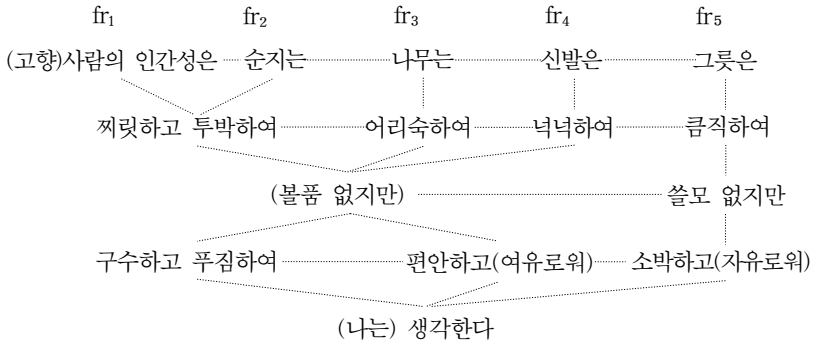 fr₁ fr₂ fr₃ fr₄ fr₅
(고향)사람의 인간성은 순지는 나무는 신발은 그릇은
찌릿하고 투박하여 어리숙하여 넉넉하여 큼직하여
(볼품 없지만) 쓸모 없지만
구수하고 푸짐하여 편안하고(여유로워) 소박하고(자유로워)
(나는) 생각한다